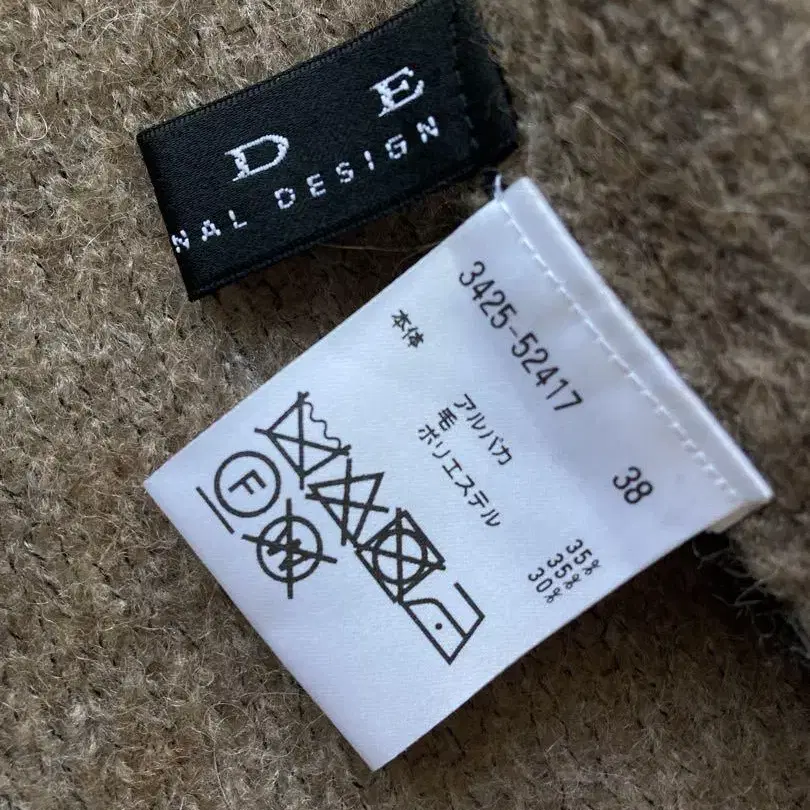 D E
NAL DESIGN
3425-52417 38
本体
アルパカ 35%
毛 35%
ポリエステル 30%
F
W